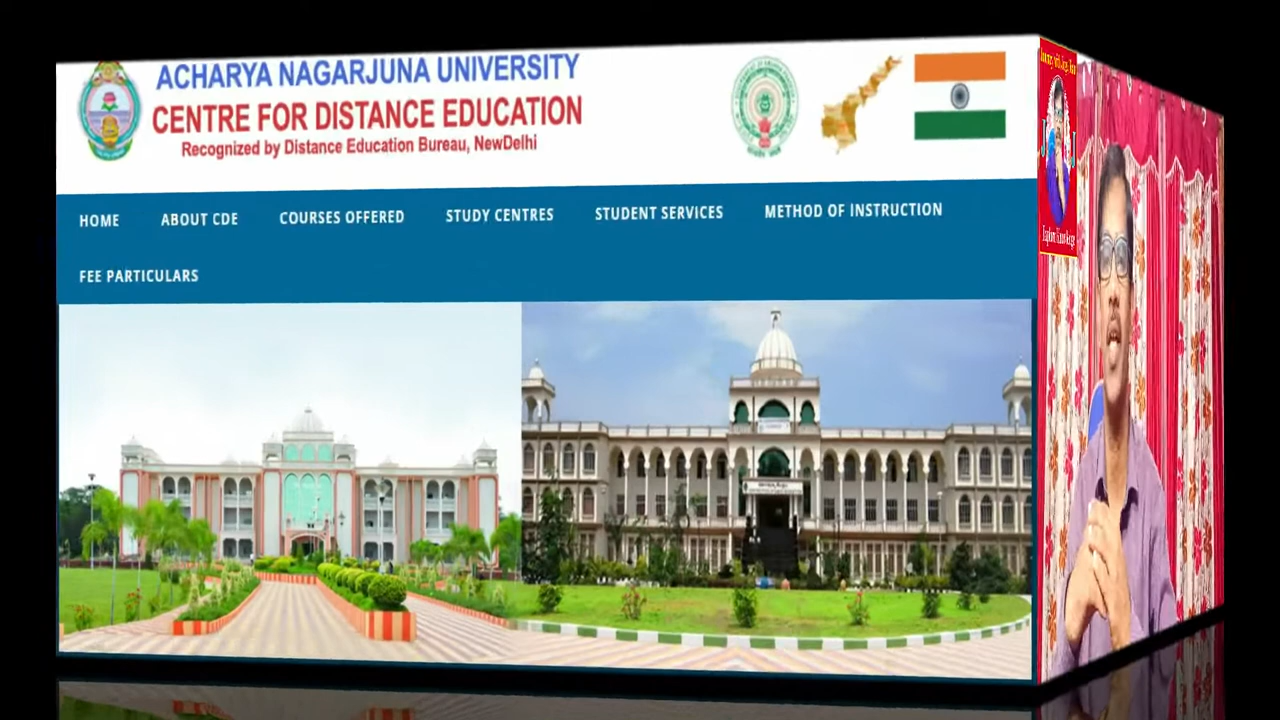 ACHARYA NAGARJUNA UNIVERSITY
CENTRE FOR DISTANCE EDUCATION
Recognized by Distance Education Bureau, NewDelhi
HOME ABOUT CDE COURSES OFFERED STUDY CENTRES STUDENT SERVICES METHOD OF INSTRUCTION
FEE PARTICULARS